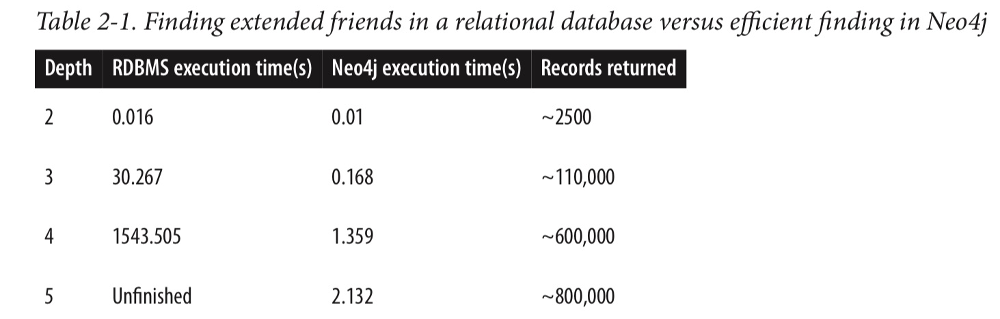 Table 2-1. Finding extended friends in a relational database versus efficient finding in Neo4j
Depth RDBMS execution time(s) Neo4j execution time(s) Records returned
2 0.016 0.01 ~2500
3 30.267 0.168 ~110,000
4 1543.505 1.359 ~600,000
5 Unfinished 2.132 ~800,000